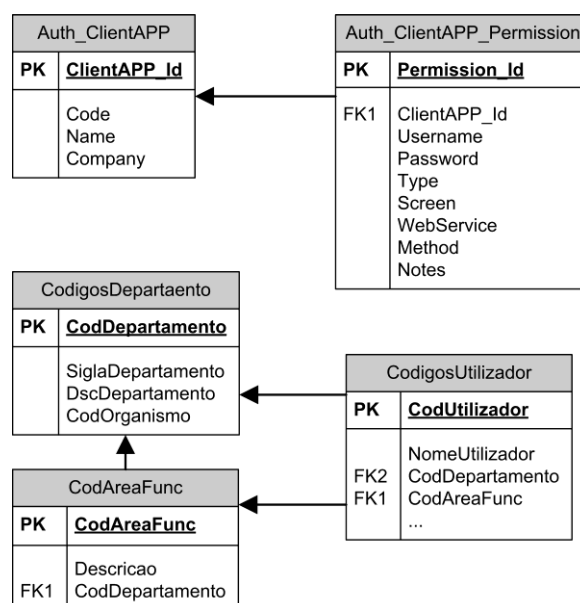 Auth_ClientAPP
PK ClientAPP_Id
Code
Name
Company
Auth_ClientAPP_Permission
PK Permission_Id
FK1 ClientAPP_Id
Username
Password
Type
Screen
WebService
Method
Notes
CodigosDepartaento
PK CodDepartamento
SiglaDepartamento
DscDepartamento
CodOrganismo
CodigosUtilizador
PK CodUtilizador
NomeUtilizador
FK2 CodDepartamento
FK1 CodAreaFunc
...
CodAreaFunc
PK CodAreaFunc
Descricao
FK1 CodDepartamento